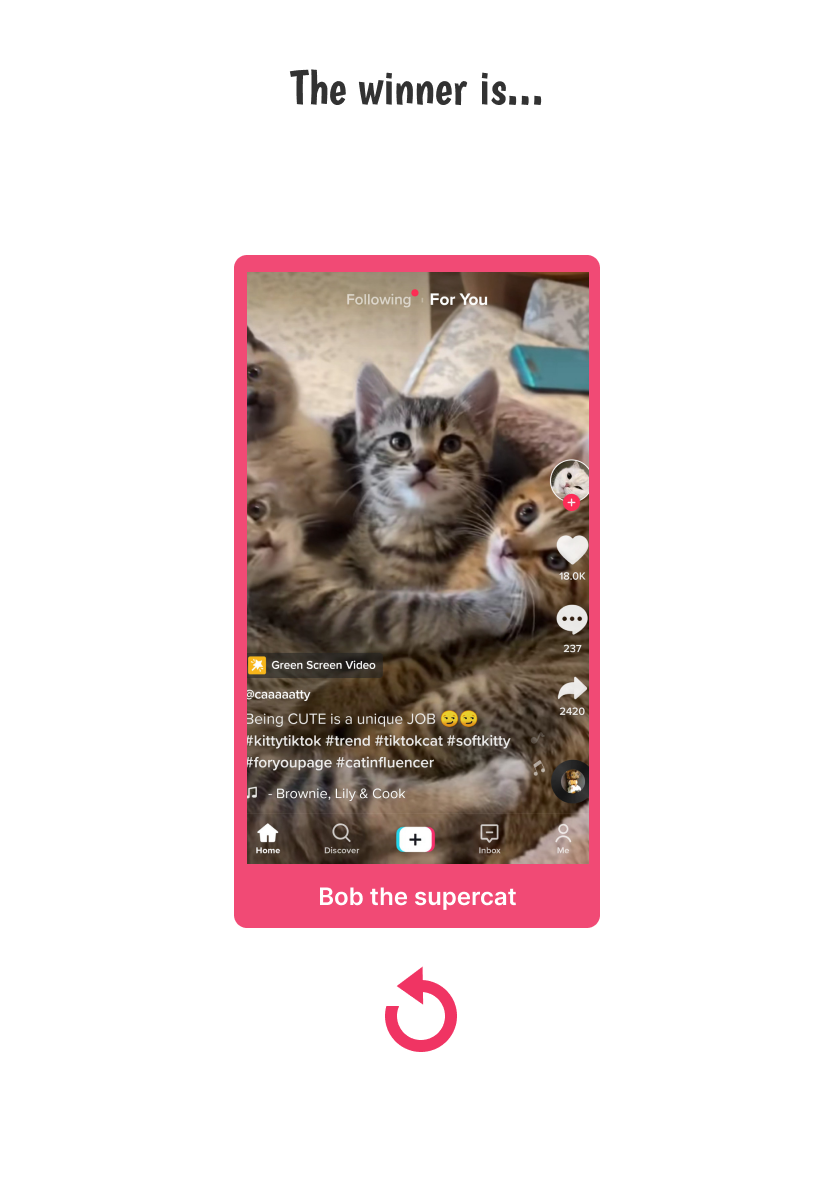 The winner is...
Following For You
18.0K
237
Green Screen Video
@caaaaatty
2420
Being CUTE is a unique JOB 😏😏
#kittytiktok #trend #tiktokcat #softkitty
#foryoupage #catinfluencer
- Brownie, Lily & Cook
Home Discover Inbox Me
Bob the supercat